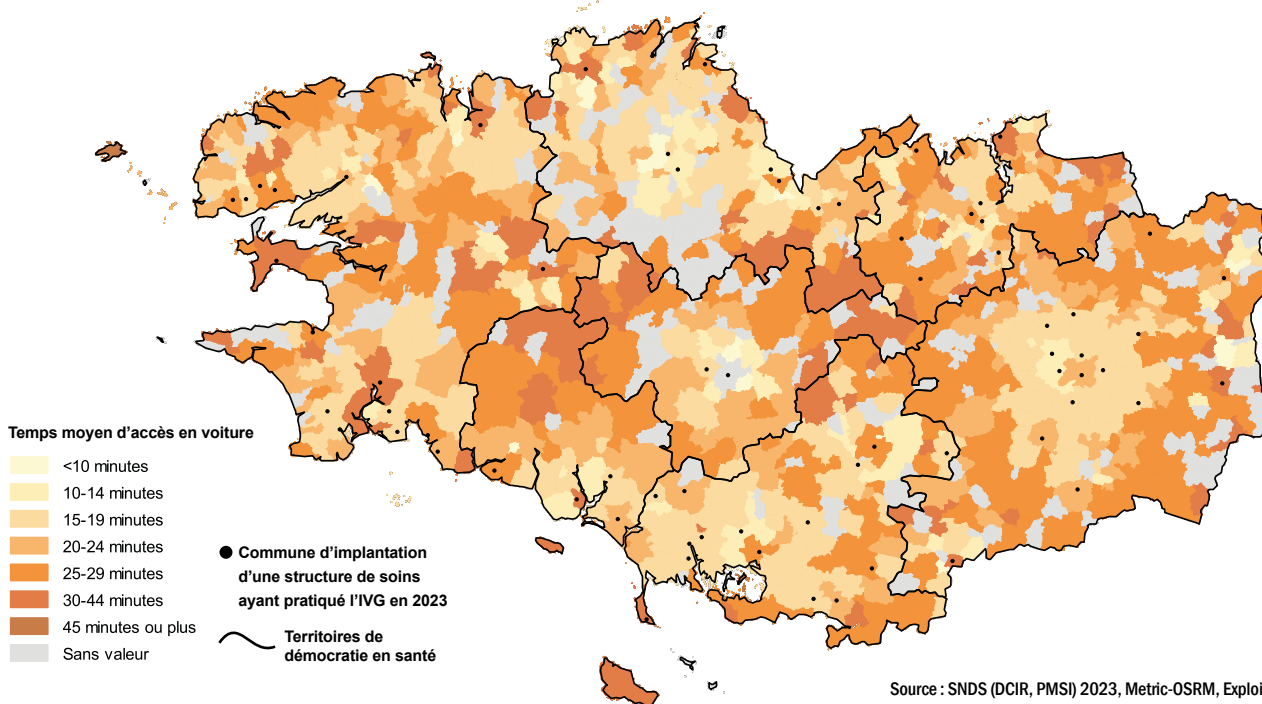 Temps moyen d'accès en voiture
<10 minutes
10-14 minutes
15-19 minutes
20-24 minutes
25-29 minutes
30-44 minutes
45 minutes ou plus
Sans valeur
Commune d'implantation
d'une structure de soins
ayant pratiqué l'IVG en 2023
Territoires de
démocratie en santé
Source : SNDS (DCIR, PMSI) 2023, Metric-OSRM, Exploi